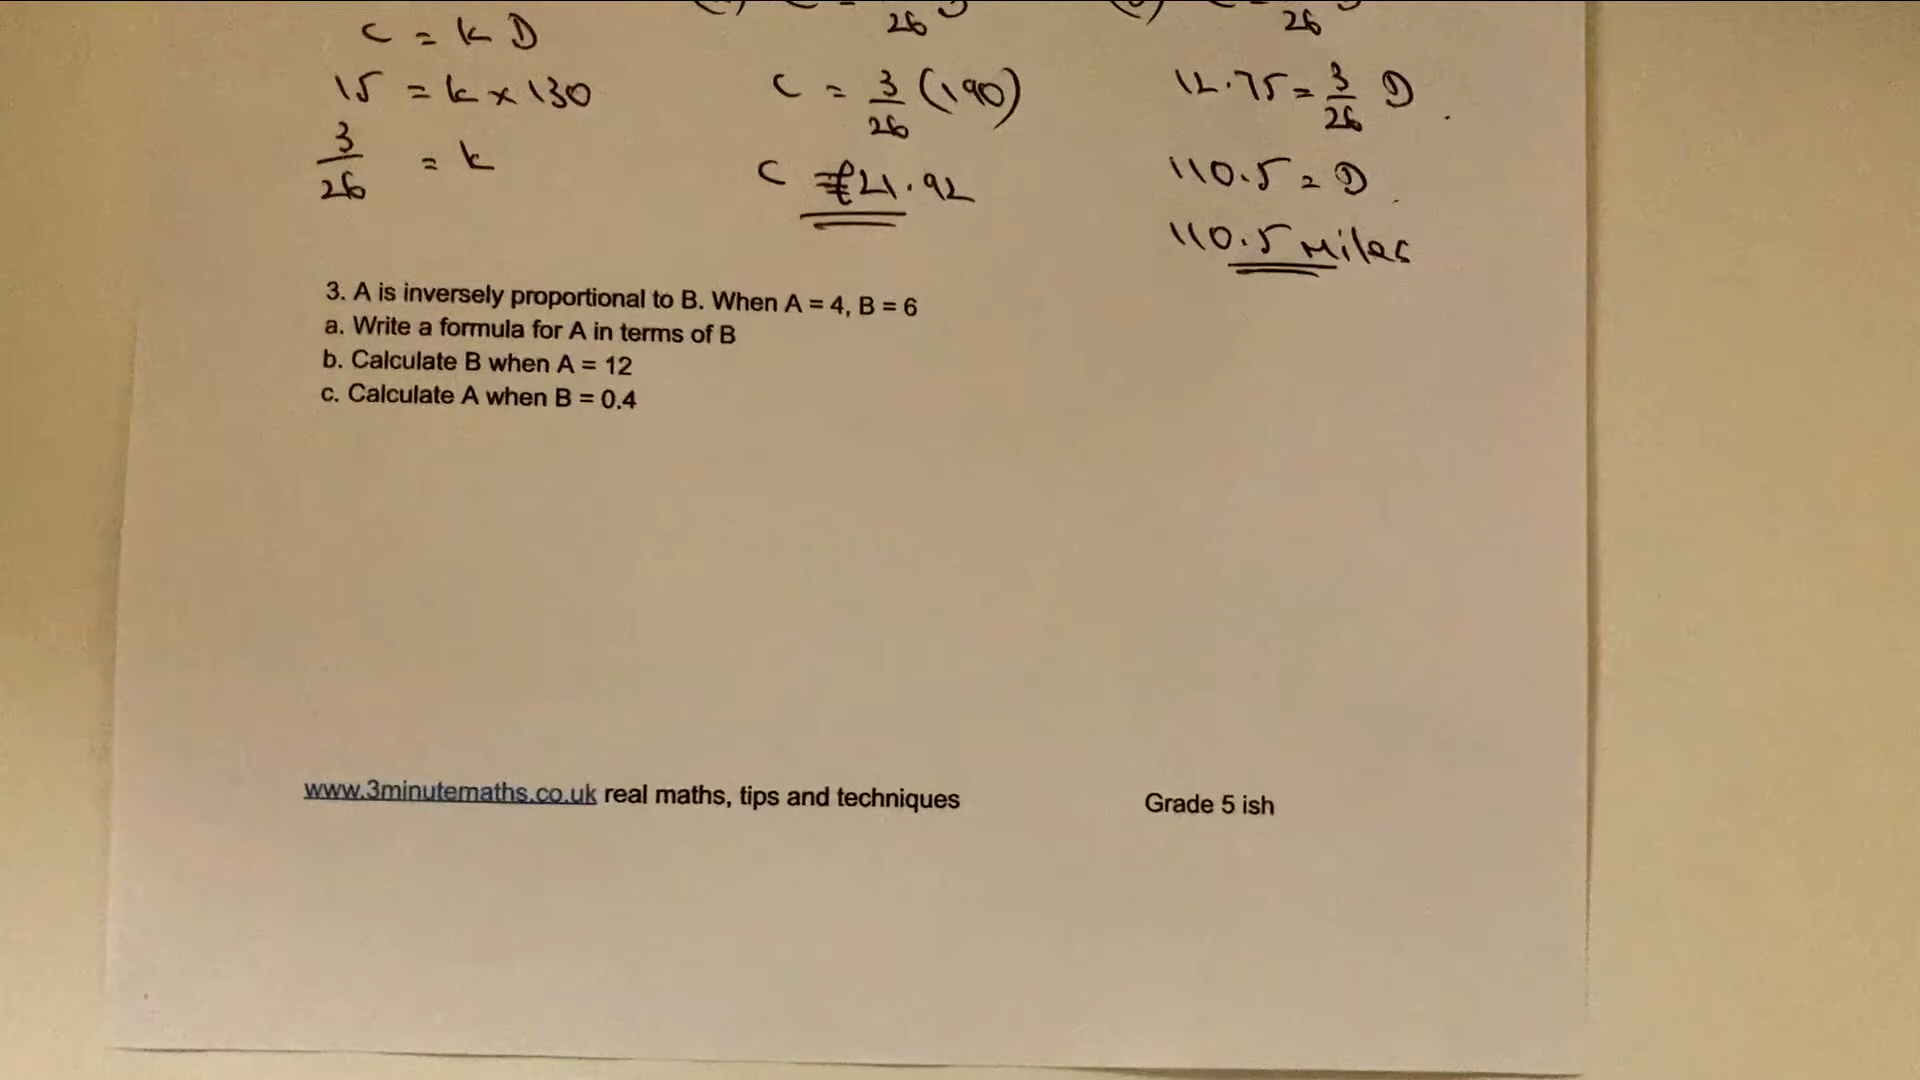 C = k D
15 = k x 130
3/26 = k
26
C = 3/26 (190)
C = £21.92
26
12.75 = 3/26 D
110.5 = D
110.5 miles
3. A is inversely proportional to B. When A = 4, B = 6
a. Write a formula for A in terms of B
b. Calculate B when A = 12
c. Calculate A when B = 0.4
www.3minutemaths.co.uk real maths, tips and techniques
Grade 5 ish